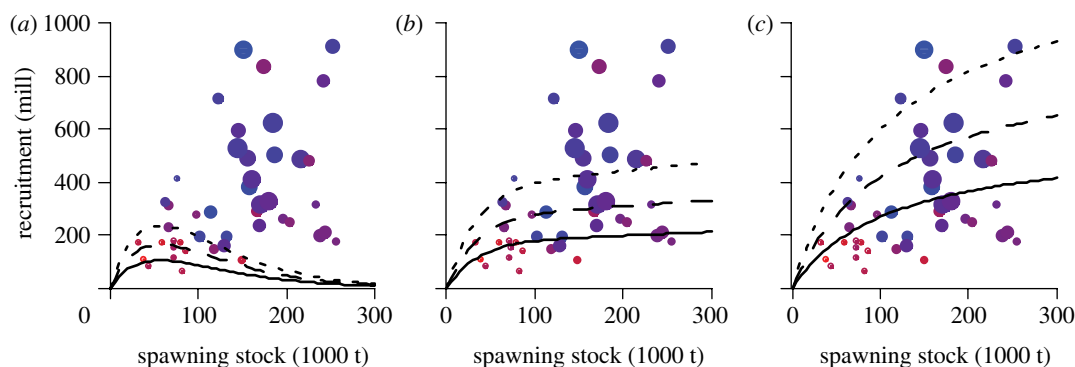 (a) (b) (c)
1000
800
600
400
200
0 100 200 300
0 100 200 300
0 100 200 300
recruitment (mill)
spawning stock (1000 t) spawning stock (1000 t) spawning stock (1000 t)